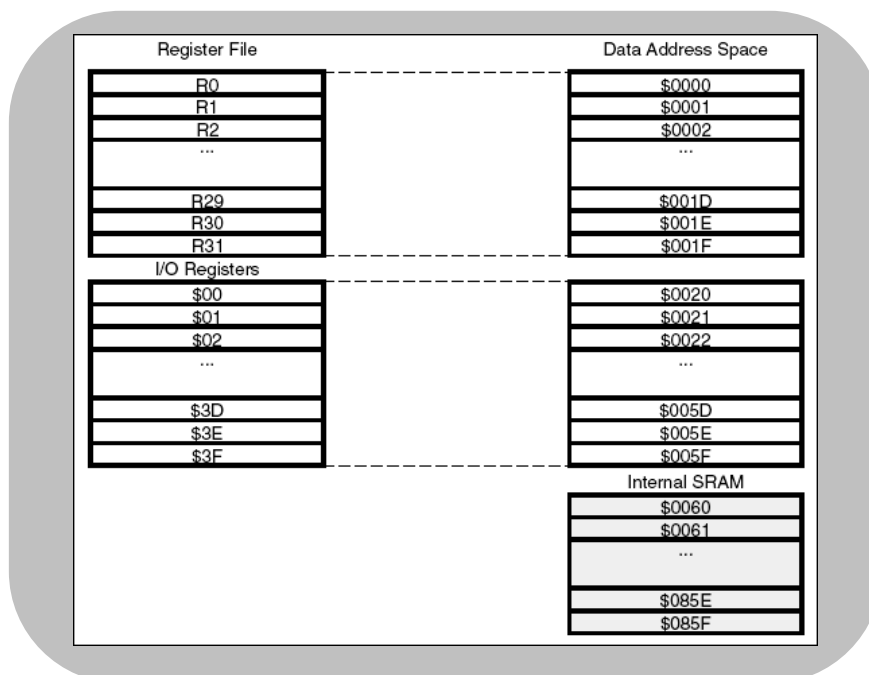 Register File Data Address Space
R0 $0000
R1 $0001
R2 $0002
... ...
R29 $001D
R30 $001E
R31 $001F
I/O Registers
$00 $0020
$01 $0021
$02 $0022
... ...
$3D $005D
$3E $005E
$3F $005F
Internal SRAM
$0060
$0061
...
$085E
$085F